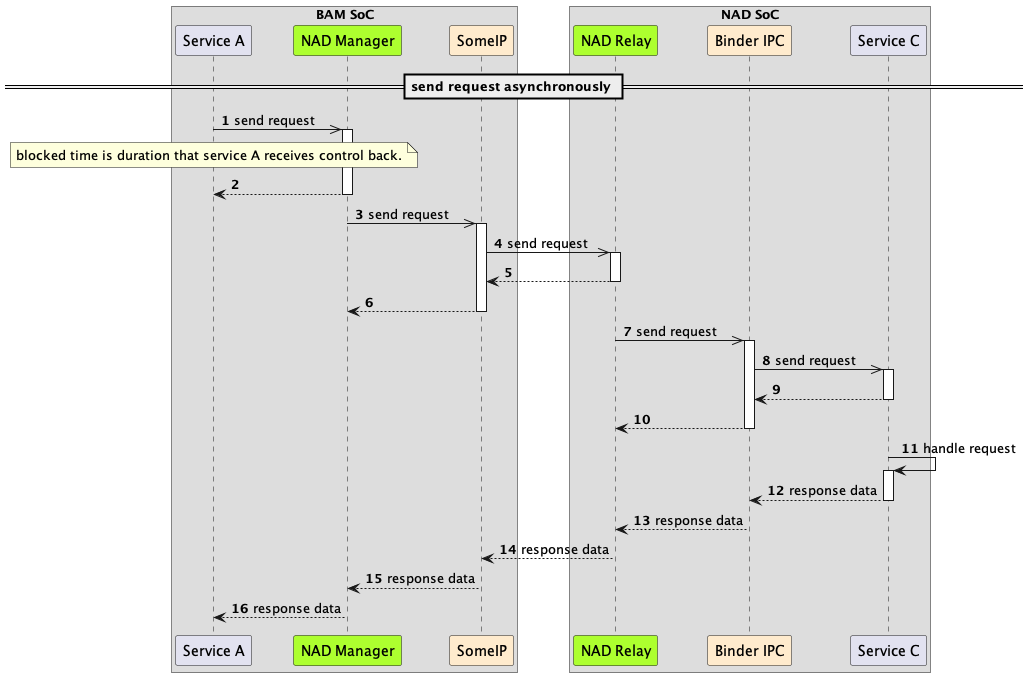 BAM SoC
NAD SoC
Service A
NAD Manager
SomeIP
NAD Relay
Binder IPC
Service C
send request asynchronously
1 send request
blocked time is duration that service A receives control back.
2
3 send request
4 send request
5
6
7 send request
8 send request
9
10
11 handle request
12 response data
13 response data
14 response data
15 response data
16 response data
Service A
NAD Manager
SomeIP
NAD Relay
Binder IPC
Service C